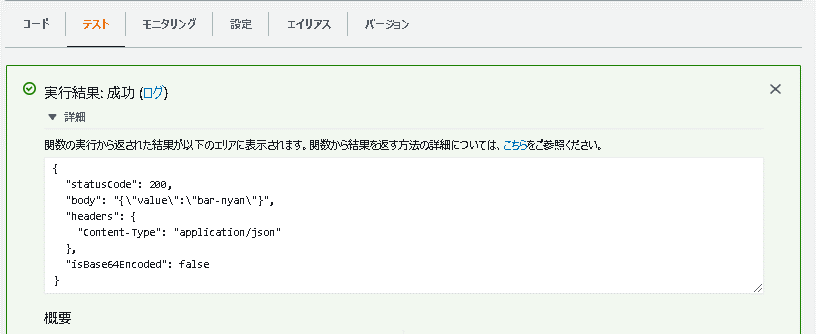 コード テスト モニタリング 設定 エイリアス バージョン
実行結果: 成功 (ログ)
▼ 詳細
関数の実行から返された結果が以下のエリアに表示されます。関数から結果を返す方法の詳細については、こちらをご参照ください。
{
  "statusCode": 200,
  "body": "{\"value\":\"bar-nyan\"}",
  "headers": {
    "Content-Type": "application/json"
  },
  "isBase64Encoded": false
}
概要